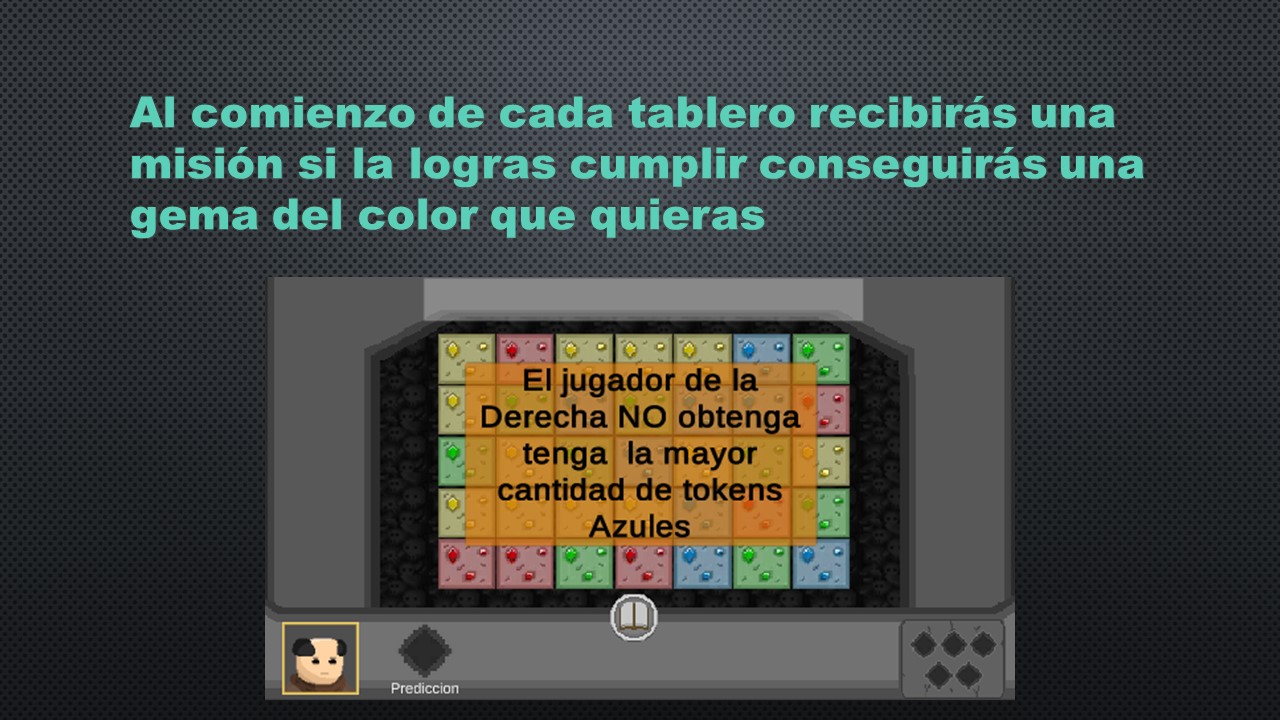 Al comienzo de cada tablero recibirás una
misión si la logras cumplir conseguirás una
gema del color que quieras
El jugador de la
Derecha NO obtenga
tenga la mayor
cantidad de tokens
Azules
Prediccion